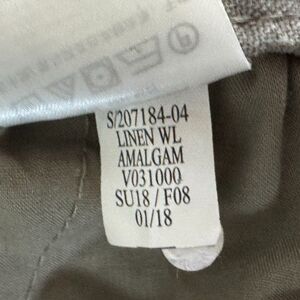 S/207184-04
LINEN WL
AMALGAM
V031000
SU18 / F08
01/18